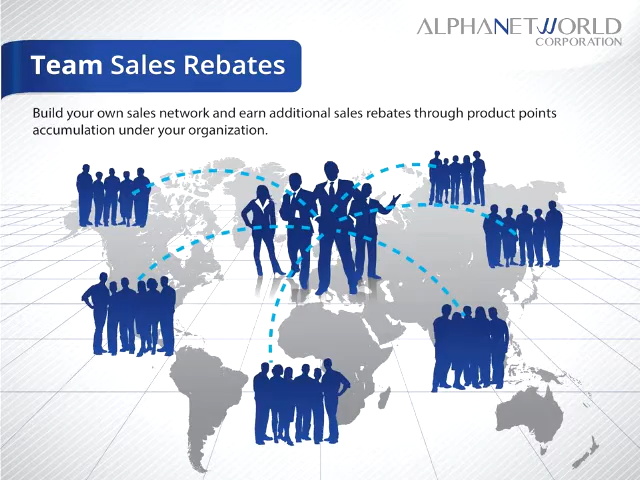 ALPHANETWORLD
CORPORATION
Team Sales Rebates
Build your own sales network and earn additional sales rebates through product points
accumulation under your organization.